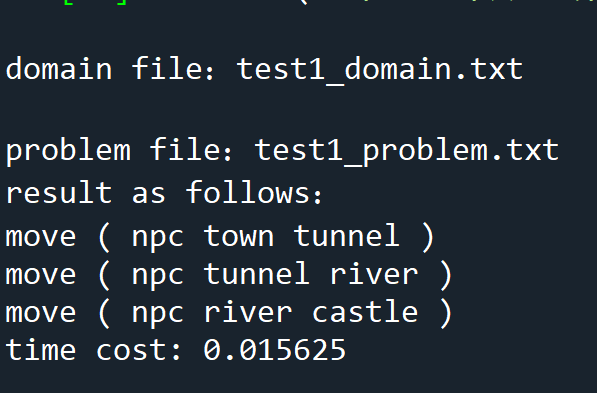 domain file：test1_domain.txt
problem file：test1_problem.txt
result as follows：
move ( npc town tunnel )
move ( npc tunnel river )
move ( npc river castle )
time cost: 0.015625